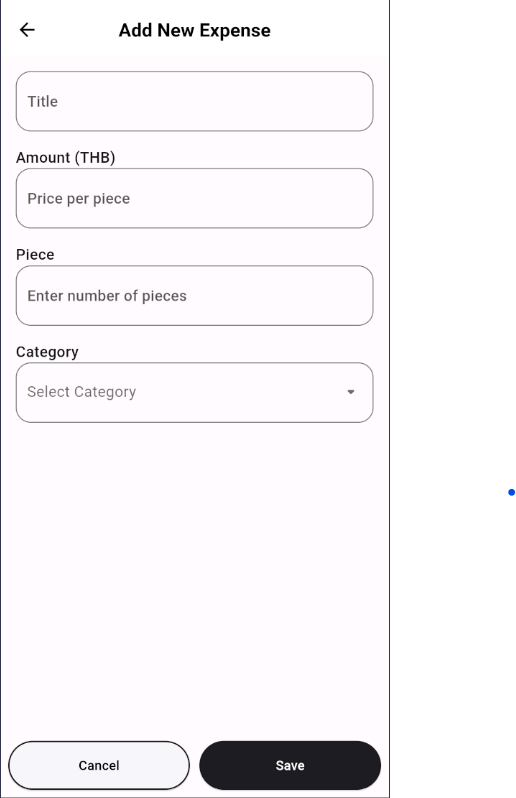 Add New Expense
Title
Amount (THB)
Price per piece
Piece
Enter number of pieces
Category
Select Category
Cancel
Save